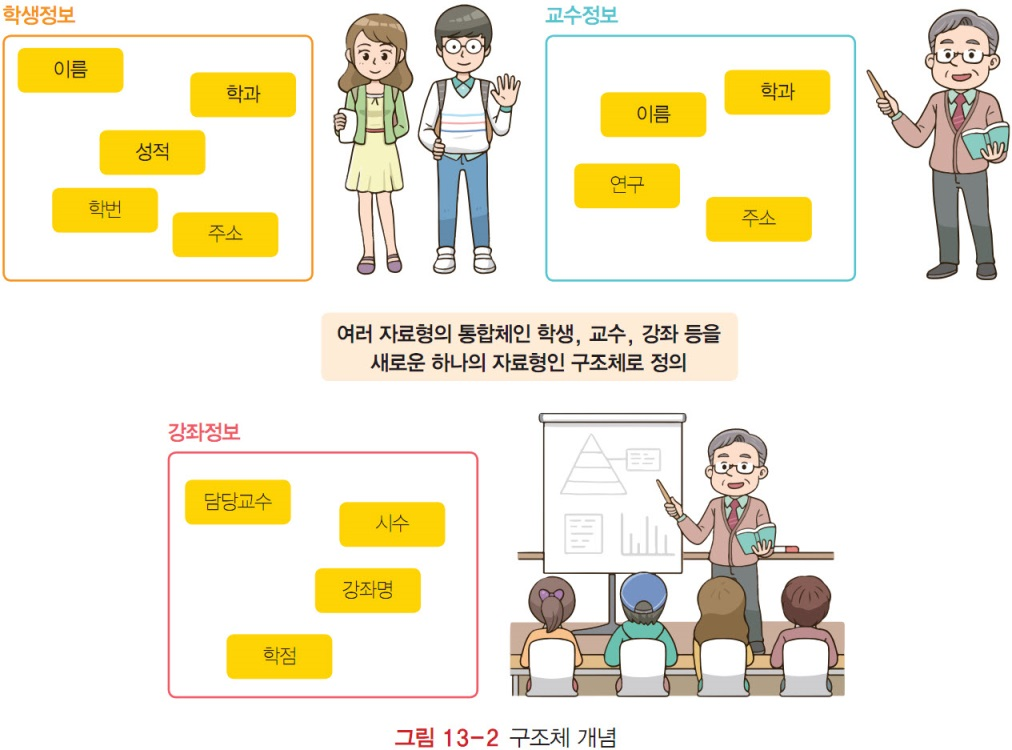 학생정보
이름
학과
성적
학번
주소
교수정보
학과
이름
연구
주소
여러 자료형의 통합체인 학생, 교수, 강좌 등을
새로운 하나의 자료형인 구조체로 정의
강좌정보
담당교수
시수
강좌명
학점
그림 13-2 구조체 개념